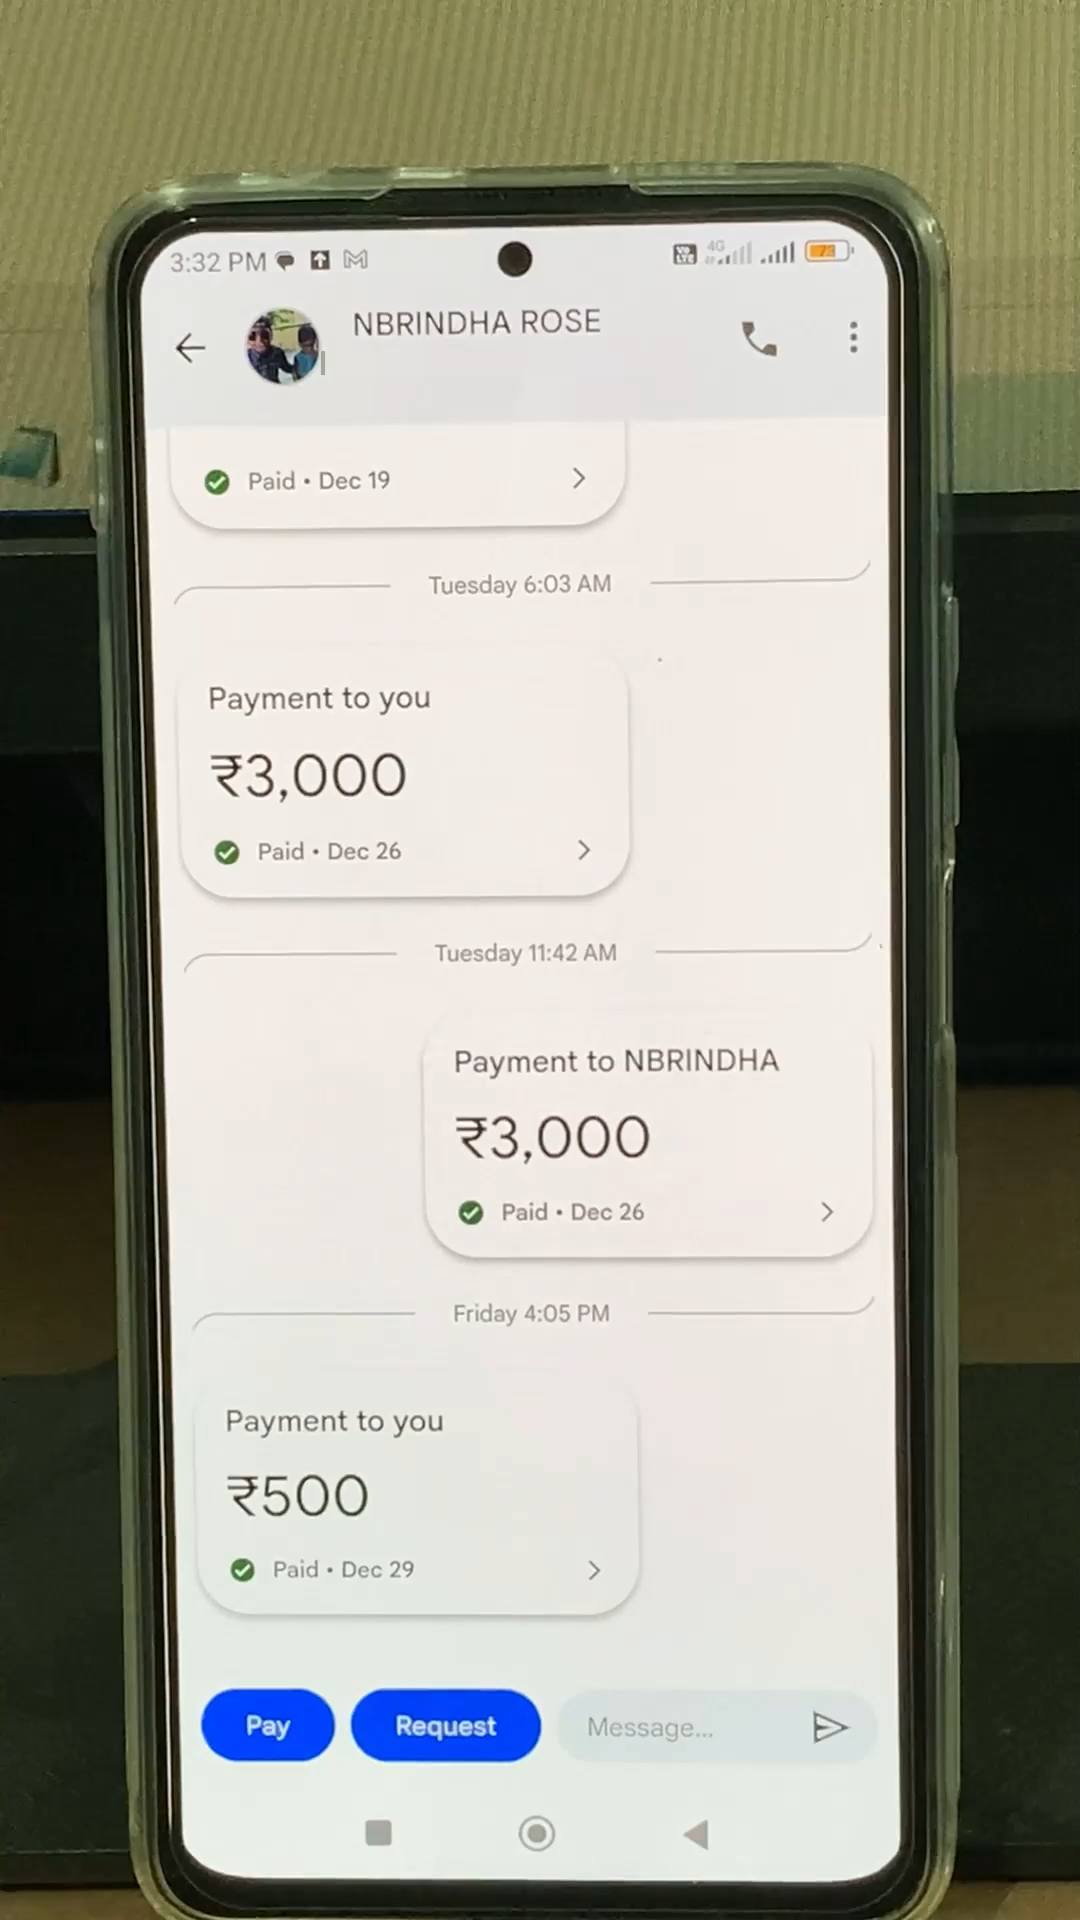 3:32 PM
4G
73
NBRINDHA ROSE
Paid • Dec 19
Tuesday 6:03 AM
Payment to you
₹3,000
Paid • Dec 26
Tuesday 11:42 AM
Payment to NBRINDHA
₹3,000
Paid • Dec 26
Friday 4:05 PM
Payment to you
₹500
Paid • Dec 29
Pay
Request
Message...